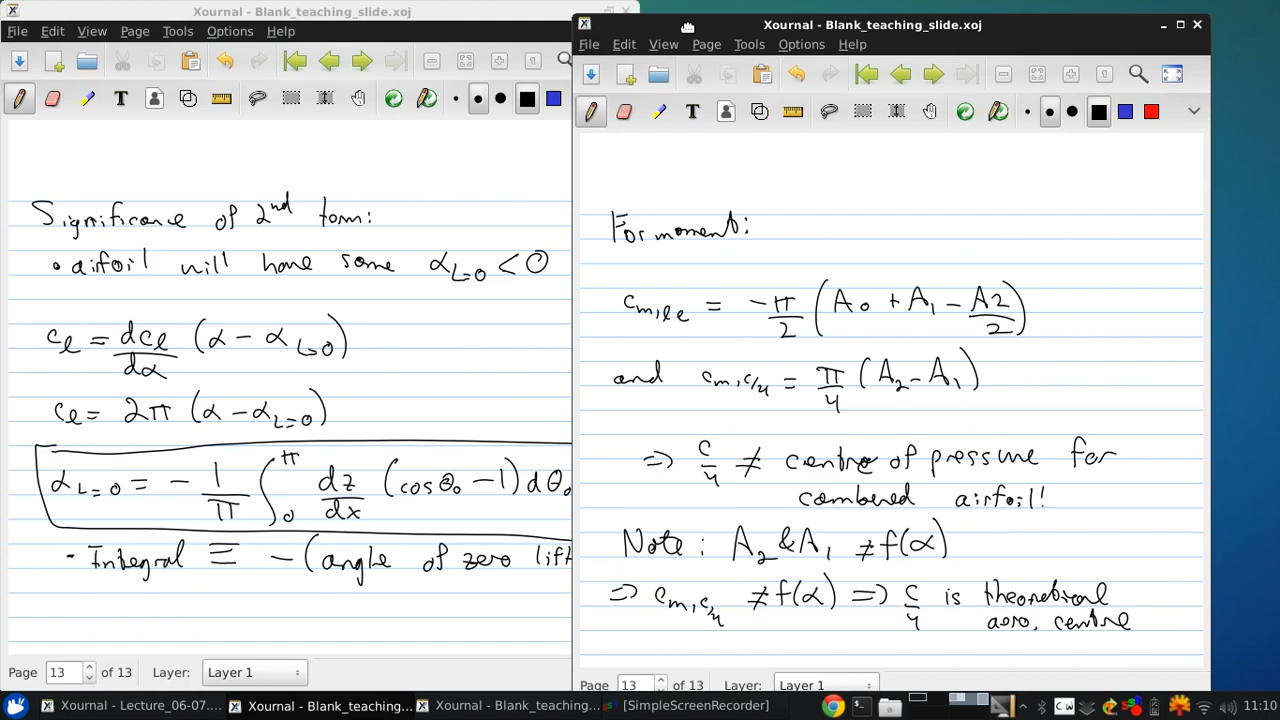 Xournal - Blank_teaching_slide.xoj
File Edit View Page Tools Options Help
Significance of 2nd form:
• airfoil will have some α_L=0 < 0
c_l = dc_l/dα (α - α_L=0)
c_l = 2π (α - α_L=0)
α_L=0 = - 1/π ∫_0^π dz/dx (cosθ_0 - 1) dθ_0
• Integral ≡ - (angle of zero lift
Page 13 of 13 Layer: Layer 1
Xournal - Blank_teaching_slide.xoj
File Edit View Page Tools Options Help
For moment:
c_m,le = -π/2 (A0 + A_1 - A2/2)
and c_m,c/4 = π/4 (A_2 - A_1)
⇒ c/4 ≠ centre of pressure for
combered airfoil!
Note: A_2 & A_1 ≠ f(α)
⇒ c_m,c/4 ≠ f(α) ⇒ c/4 is theoretical
aero. centre
Page 13 of 13 Layer: Layer 1
Xournal - Lecture_06-07.... Xournal - Blank_teaching... Xournal - Blank_teaching... [SimpleScreenRecorder] 11:10